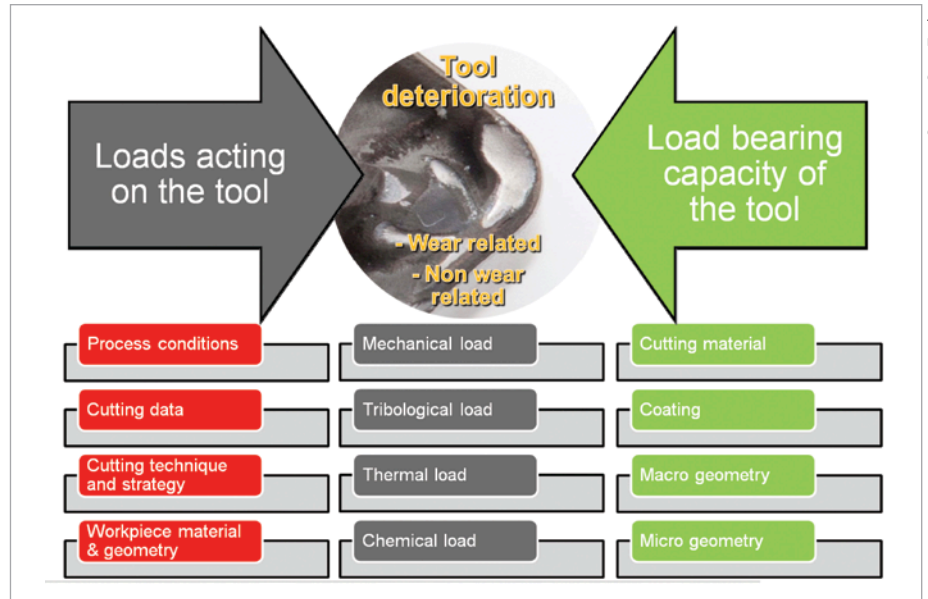 Loads acting
on the tool
Tool
deterioration
- Wear related
- Non wear
related
Load bearing
capacity of
the tool
Process conditions
Mechanical load
Cutting material
Cutting data
Tribological load
Coating
Cutting technique
and strategy
Thermal load
Macro geometry
Workpiece material
& geometry
Chemical load
Micro geometry